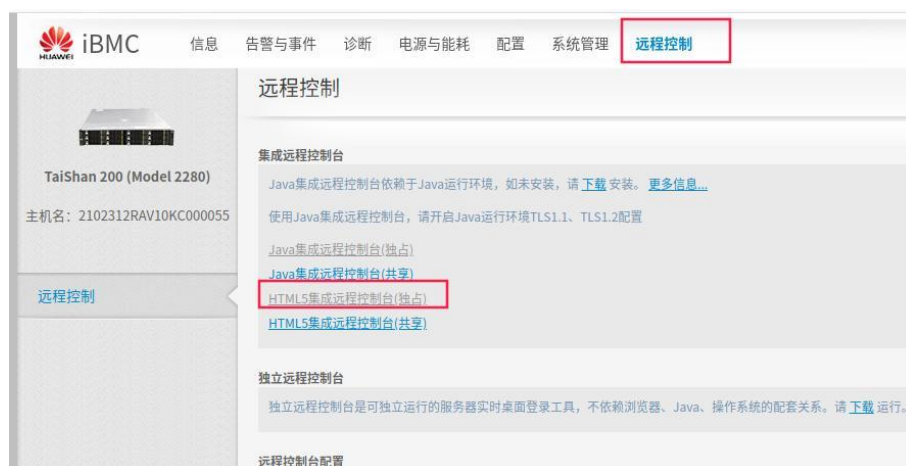 HUAWEI
iBMC
信息 告警与事件 诊断 电源与能耗 配置 系统管理 远程控制
远程控制
TaiShan 200 (Model 2280)
主机名：2102312RAV10KC000055
远程控制
集成远程控制台
Java集成远程控制台依赖于Java运行环境，如未安装，请 下载 安装。 更多信息...
使用Java集成远程控制台，请开启Java运行环境TLS1.1、TLS1.2配置
Java集成远程控制台(独占)
Java集成远程控制台(共享)
HTML5集成远程控制台(独占)
HTML5集成远程控制台(共享)
独立远程控制台
独立远程控制台是可独立运行的服务器实时桌面登录工具，不依赖浏览器、Java、操作系统的配套关系。请 下载 运行。
远程控制台配置